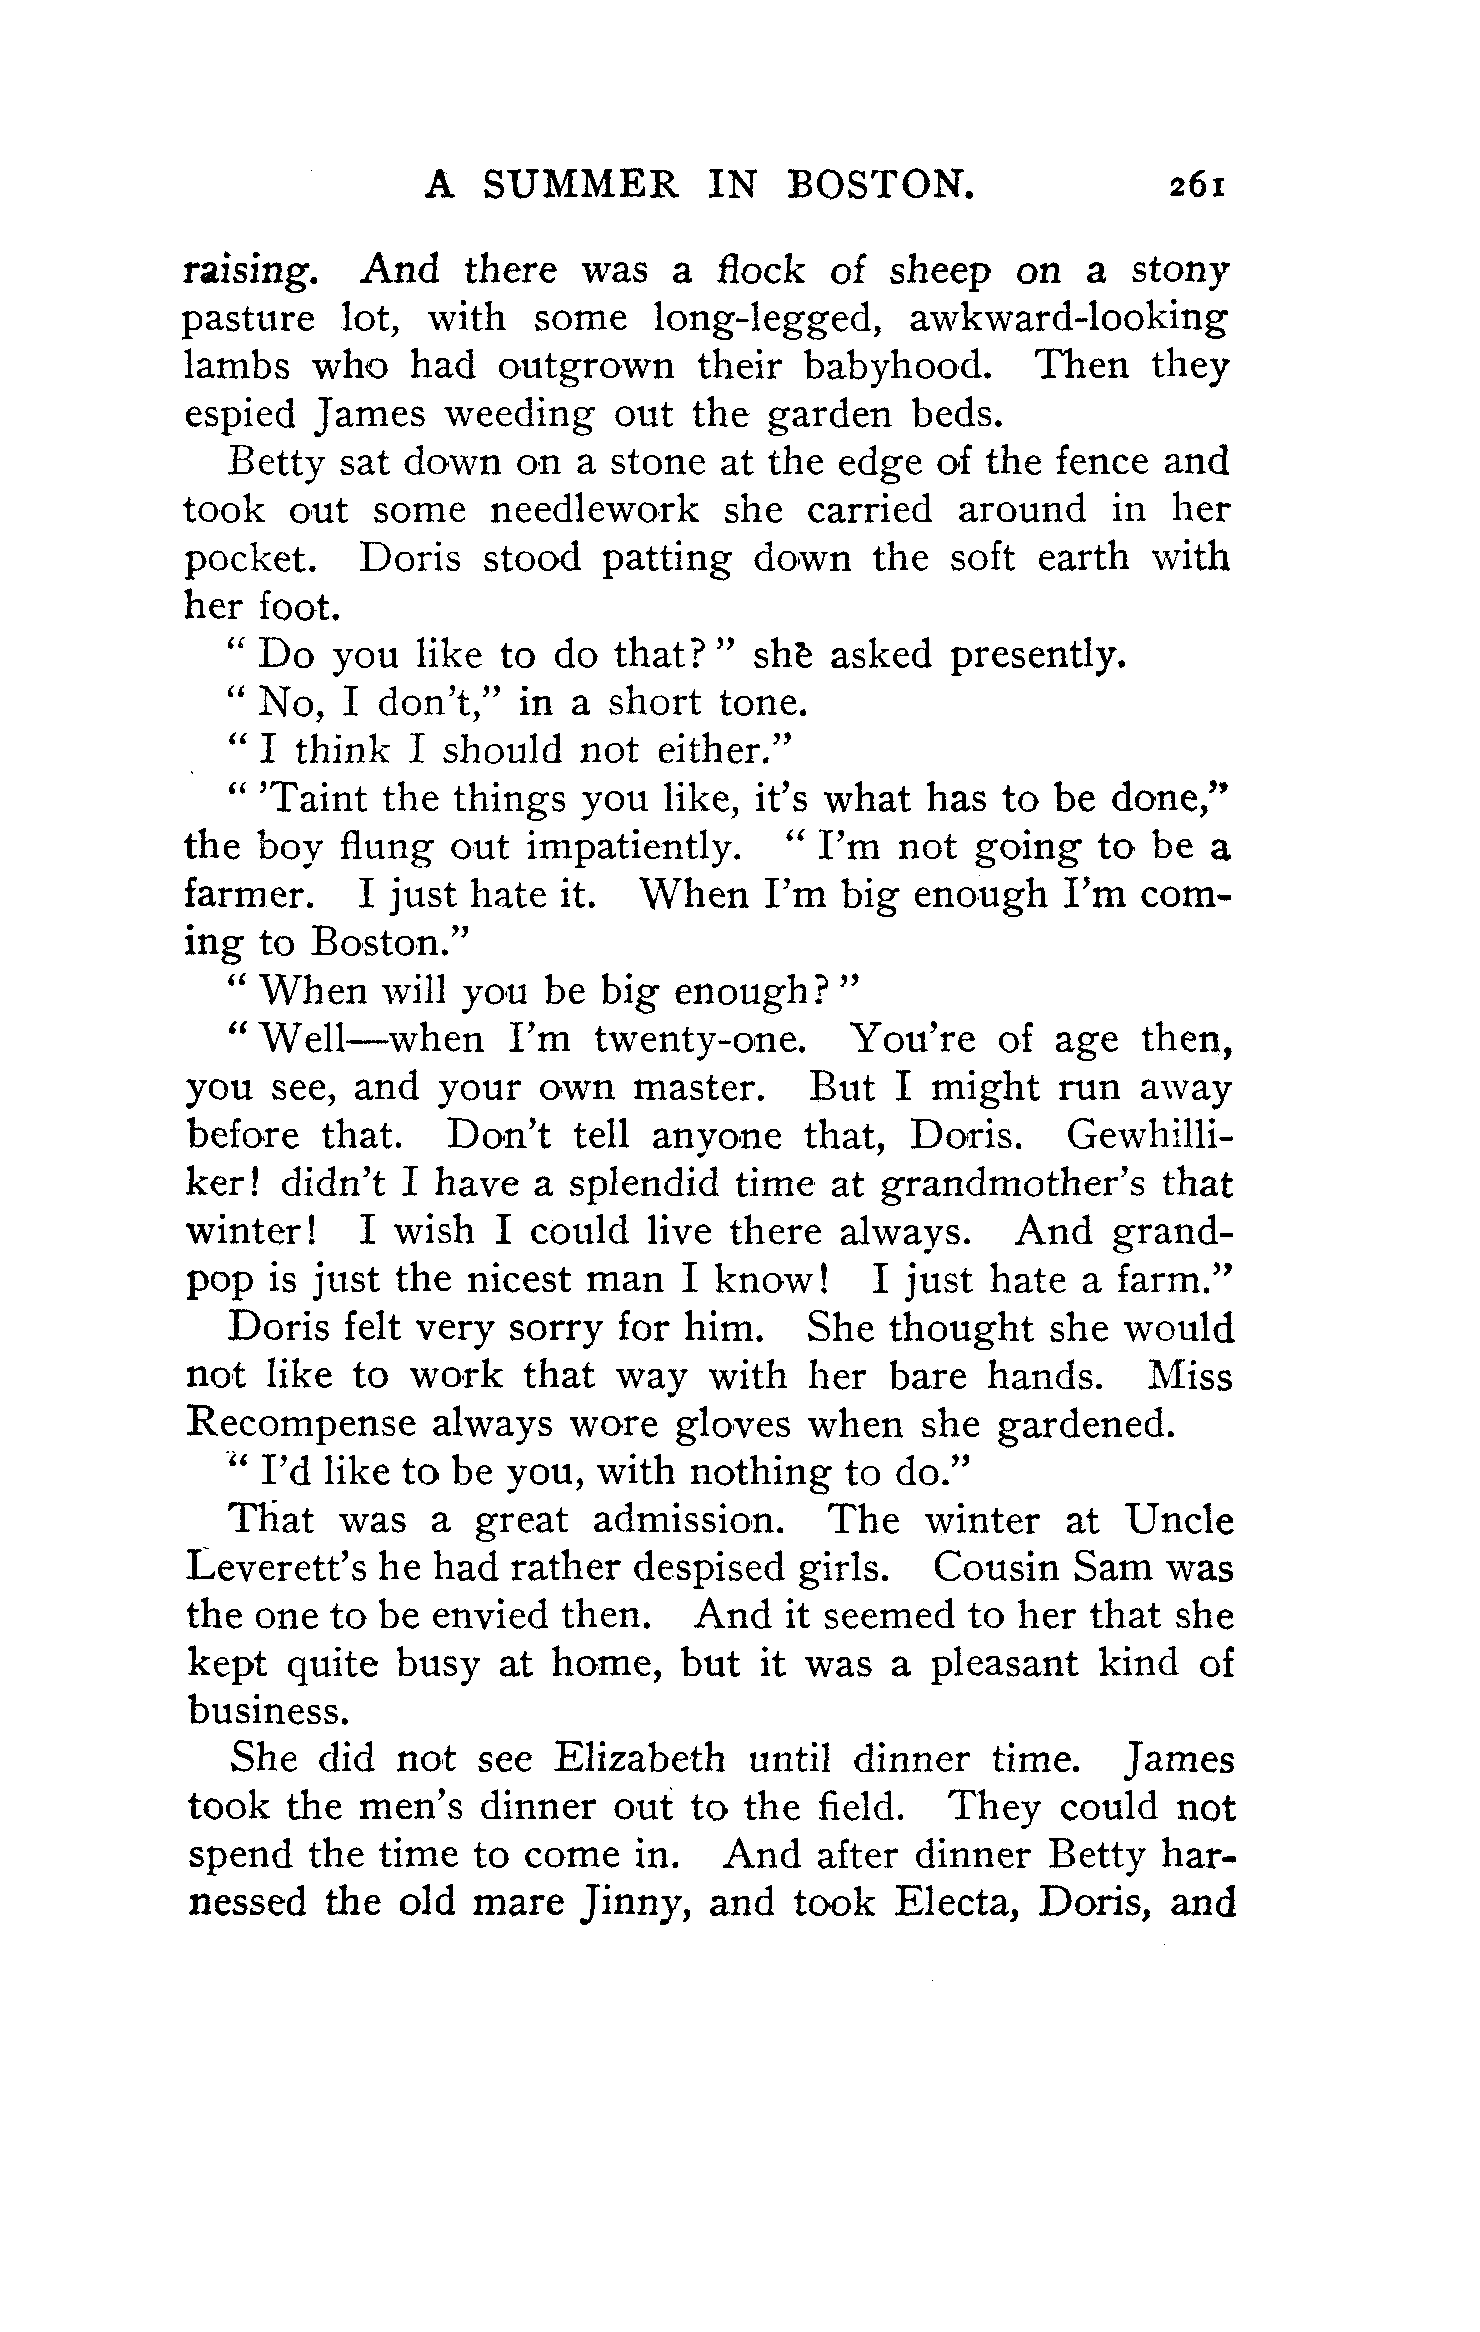 A SUMMER IN BOSTON. 261
raising. And there was a flock of sheep on a stony
pasture lot, with some long-legged, awkward-looking
lambs who had outgrown their babyhood. Then they
espied James weeding out the garden beds.
Betty sat down on a stone at the edge of the fence and
took out some needlework she carried around in her
pocket. Doris stood patting down the soft earth with
her foot.
“ Do you like to do that? ” she asked presently.
“ No, I don't,” in a short tone.
“ I think I should not either.”
“ ’Taint the things you like, it's what has to be done,”
the boy flung out impatiently. “ I'm not going to be a
farmer. I just hate it. When I'm big enough I'm com-
ing to Boston.”
“ When will you be big enough? ”
“ Well—when I'm twenty-one. You're of age then,
you see, and your own master. But I might run away
before that. Don't tell anyone that, Doris. Gewhilli-
ker! didn't I have a splendid time at grandmother's that
winter! I wish I could live there always. And grand-
pop is just the nicest man I know! I just hate a farm.”
Doris felt very sorry for him. She thought she would
not like to work that way with her bare hands. Miss
Recompense always wore gloves when she gardened.
“ I'd like to be you, with nothing to do.”
That was a great admission. The winter at Uncle
Leverett's he had rather despised girls. Cousin Sam was
the one to be envied then. And it seemed to her that she
kept quite busy at home, but it was a pleasant kind of
business.
She did not see Elizabeth until dinner time. James
took the men's dinner out to the field. They could not
spend the time to come in. And after dinner Betty har-
nessed the old mare Jinny, and took Electa, Doris, and